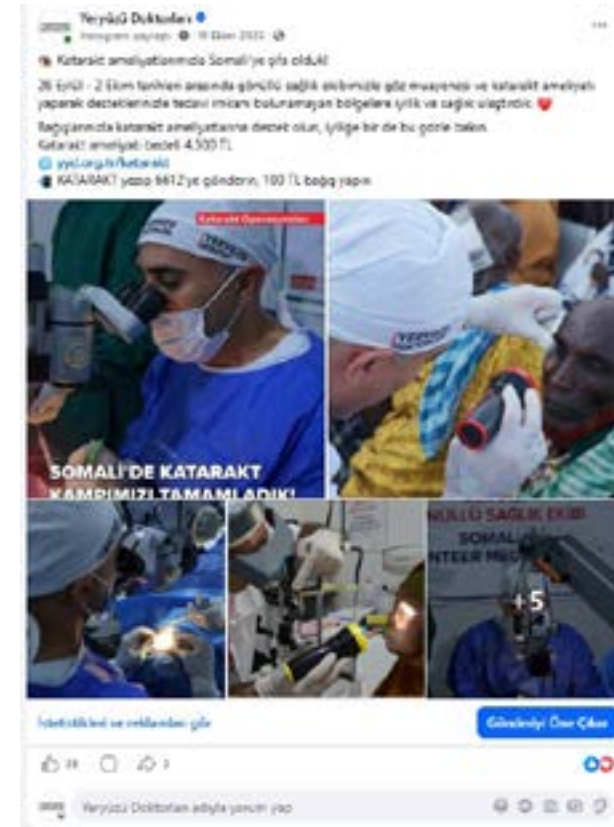 Yeryüzü Doktorları
Katarakt ameliyatlarımızla Somali'ye şifa olduk!
26 Eylül - 2 Ekim tarihleri arasında gönüllü sağlık ekibimizle göz muayenesi ve katarakt ameliyatı
yaparak desteklerinizle tedavi imkanı bulunamayan bölgelere iyilik ve sağlık ulaştırdık.
Bağışlarınızla katarakt ameliyatlarına destek olun, iyiliğe bir de bu gözle bakın.
Katarakt ameliyatı bedeli 4.500 TL
yyd.org.tr/katarakt
KATARAKT yazıp 6612'ye gönderin, 100 TL bağış yapın
Katarakt Operasyonları
YERYÜZÜ
SOMALİ'DE KATARAKT
KAMPIMIZI TAMAMLADIK!
SAĞLIK EKİBİ
+5
İstatistikleri ve reklamları gör
Gönderiyi Öne Çıkar
Yeryüzü Doktorları adıyla yorum yap